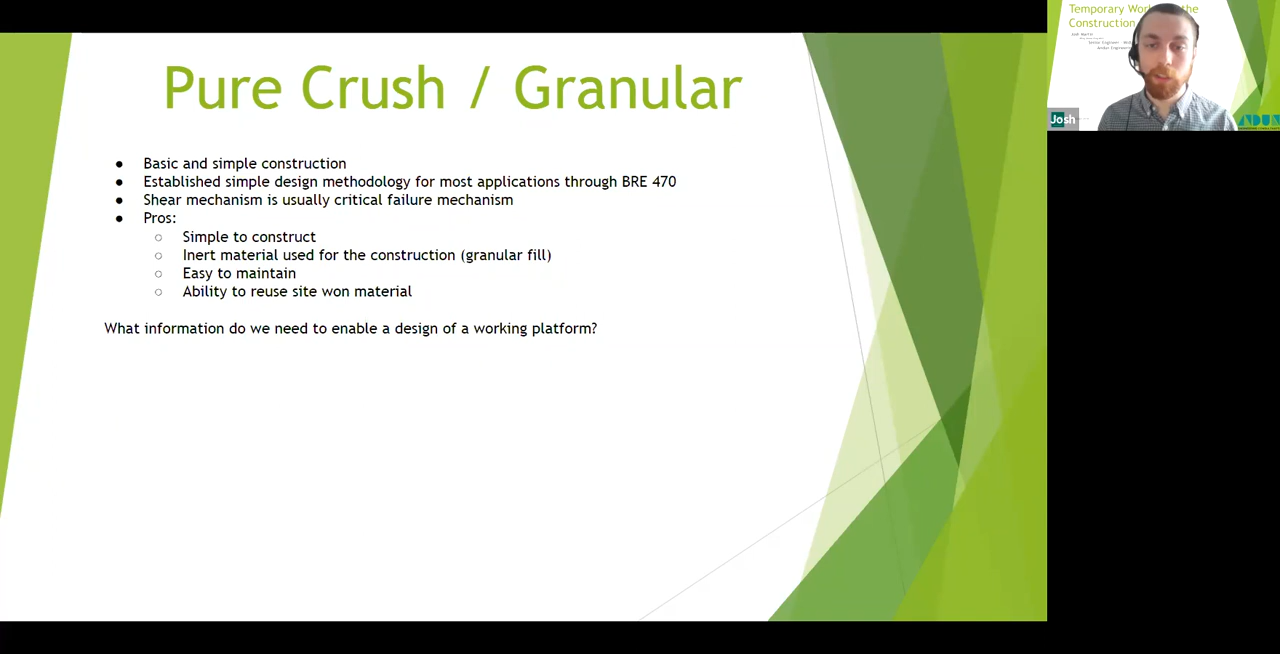 Pure Crush / Granular
● Basic and simple construction
● Established simple design methodology for most applications through BRE 470
● Shear mechanism is usually critical failure mechanism
● Pros:
○ Simple to construct
○ Inert material used for the construction (granular fill)
○ Easy to maintain
○ Ability to reuse site won material
What information do we need to enable a design of a working platform?
Temporary Wor the
Construction
Josh Martin
Josh